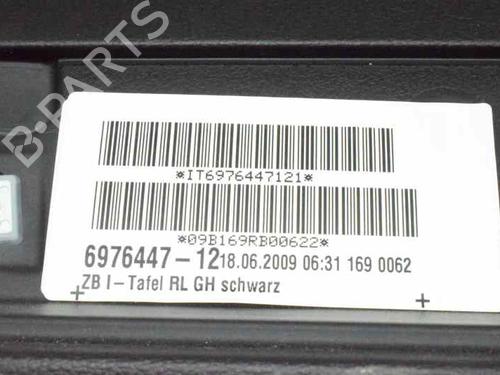 B-PARTS
*IT6976447121*
*09B169RB00622*
6976447-12 18.06.2009 06:31 169 0062
ZB I-Tafel RL GH schwarz